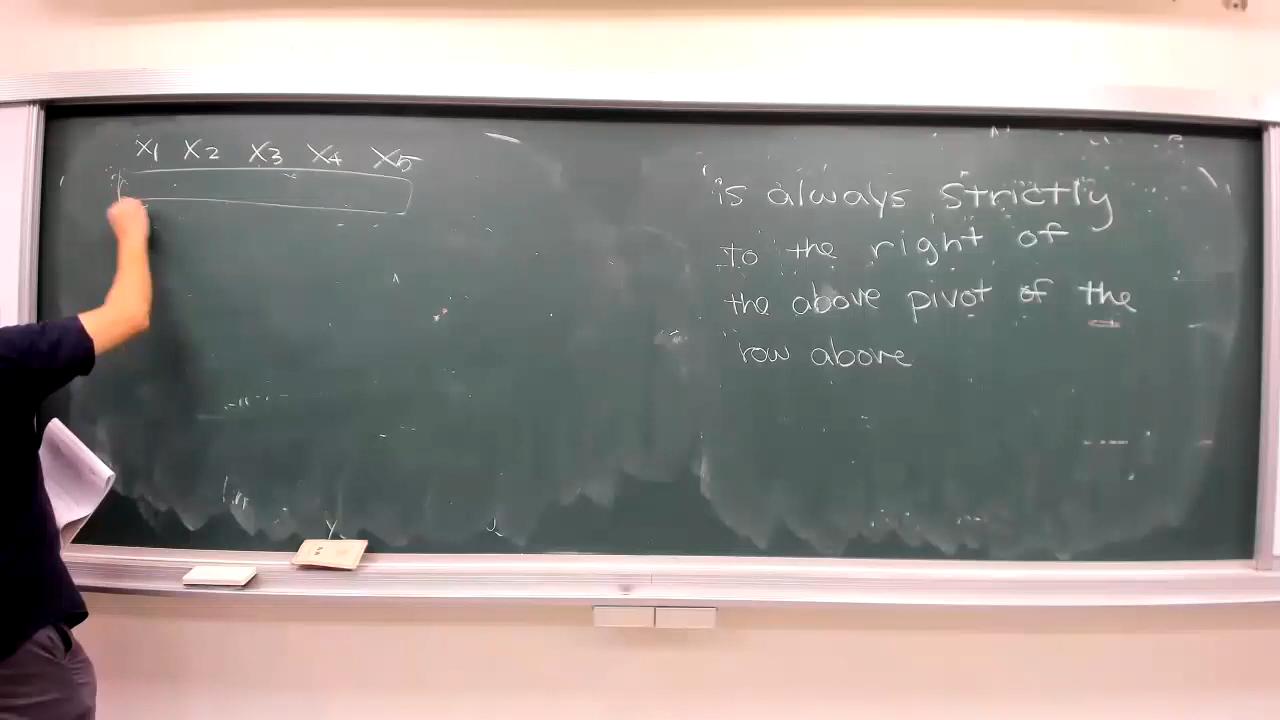 x₁ x₂ x₃ x₄ x₅
is always strictly
to the right of
the above pivot of the
row above